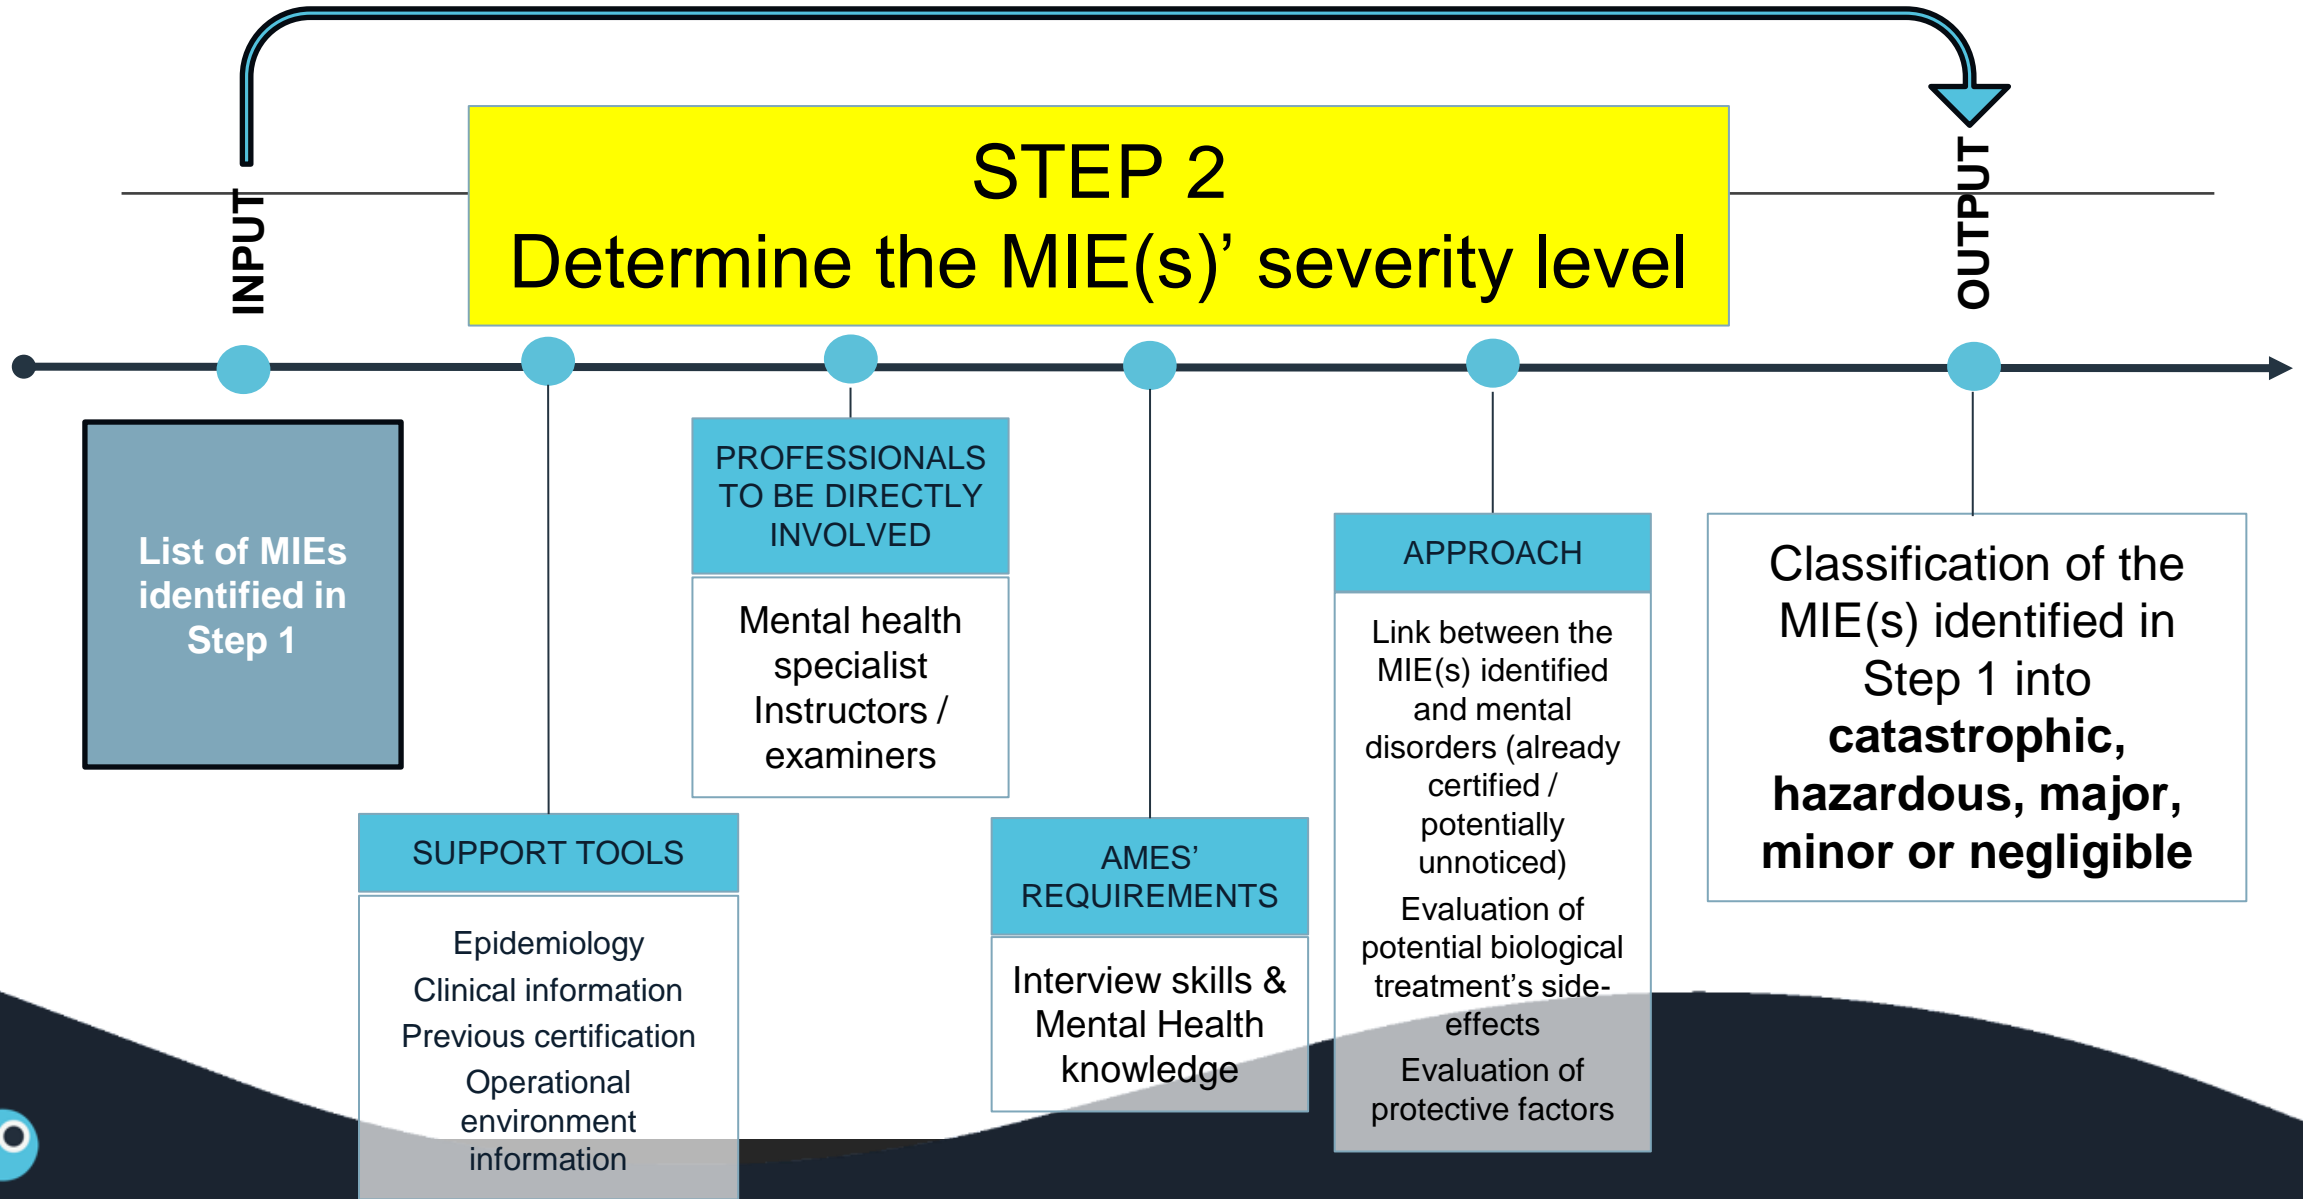 STEP 2
Determine the MIE(s)’ severity level
INPUT
OUTPUT
List of MIEs
identified in
Step 1
SUPPORT TOOLS
Epidemiology
Clinical information
Previous certification
Operational
environment
information
PROFESSIONALS
TO BE DIRECTLY
INVOLVED
Mental health
specialist
Instructors /
examiners
AMES’
REQUIREMENTS
Interview skills &
Mental Health
knowledge
APPROACH
Link between the
MIE(s) identified
and mental
disorders (already
certified /
potentially
unnoticed)
Evaluation of
potential biological
treatment’s side-
effects
Evaluation of
protective factors
Classification of the
MIE(s) identified in
Step 1 into
catastrophic,
hazardous, major,
minor or negligible